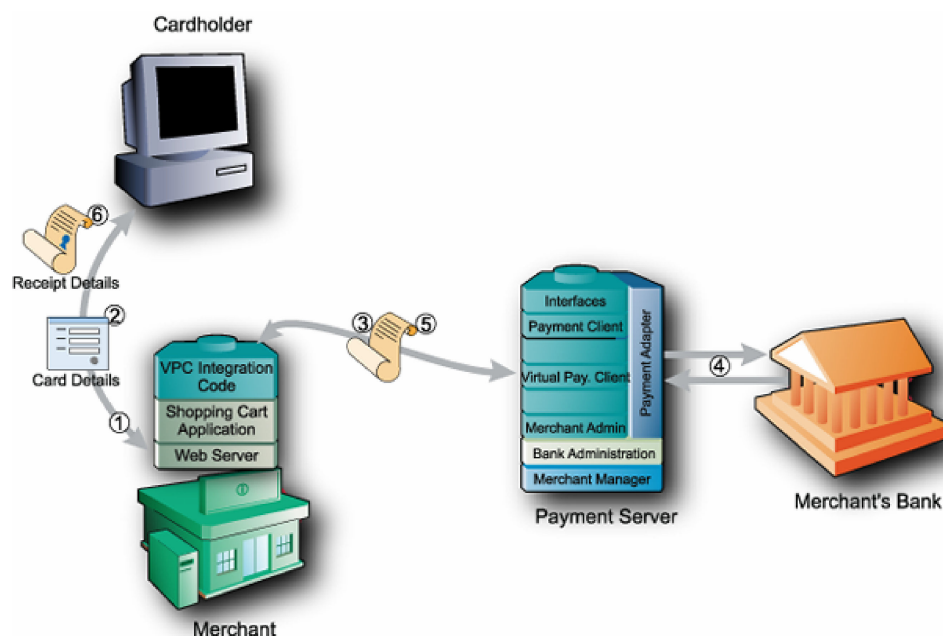 Cardholder
⑥
Receipt Details
②
Card Details
①
VPC Integration
Code
Shopping Cart
Application
Web Server
Merchant
③
⑤
Interfaces
Payment Client
Virtual Pay. Client
Merchant Admin
Payment Adapter
Bank Administration
Merchant Manager
Payment Server
④
Merchant's Bank